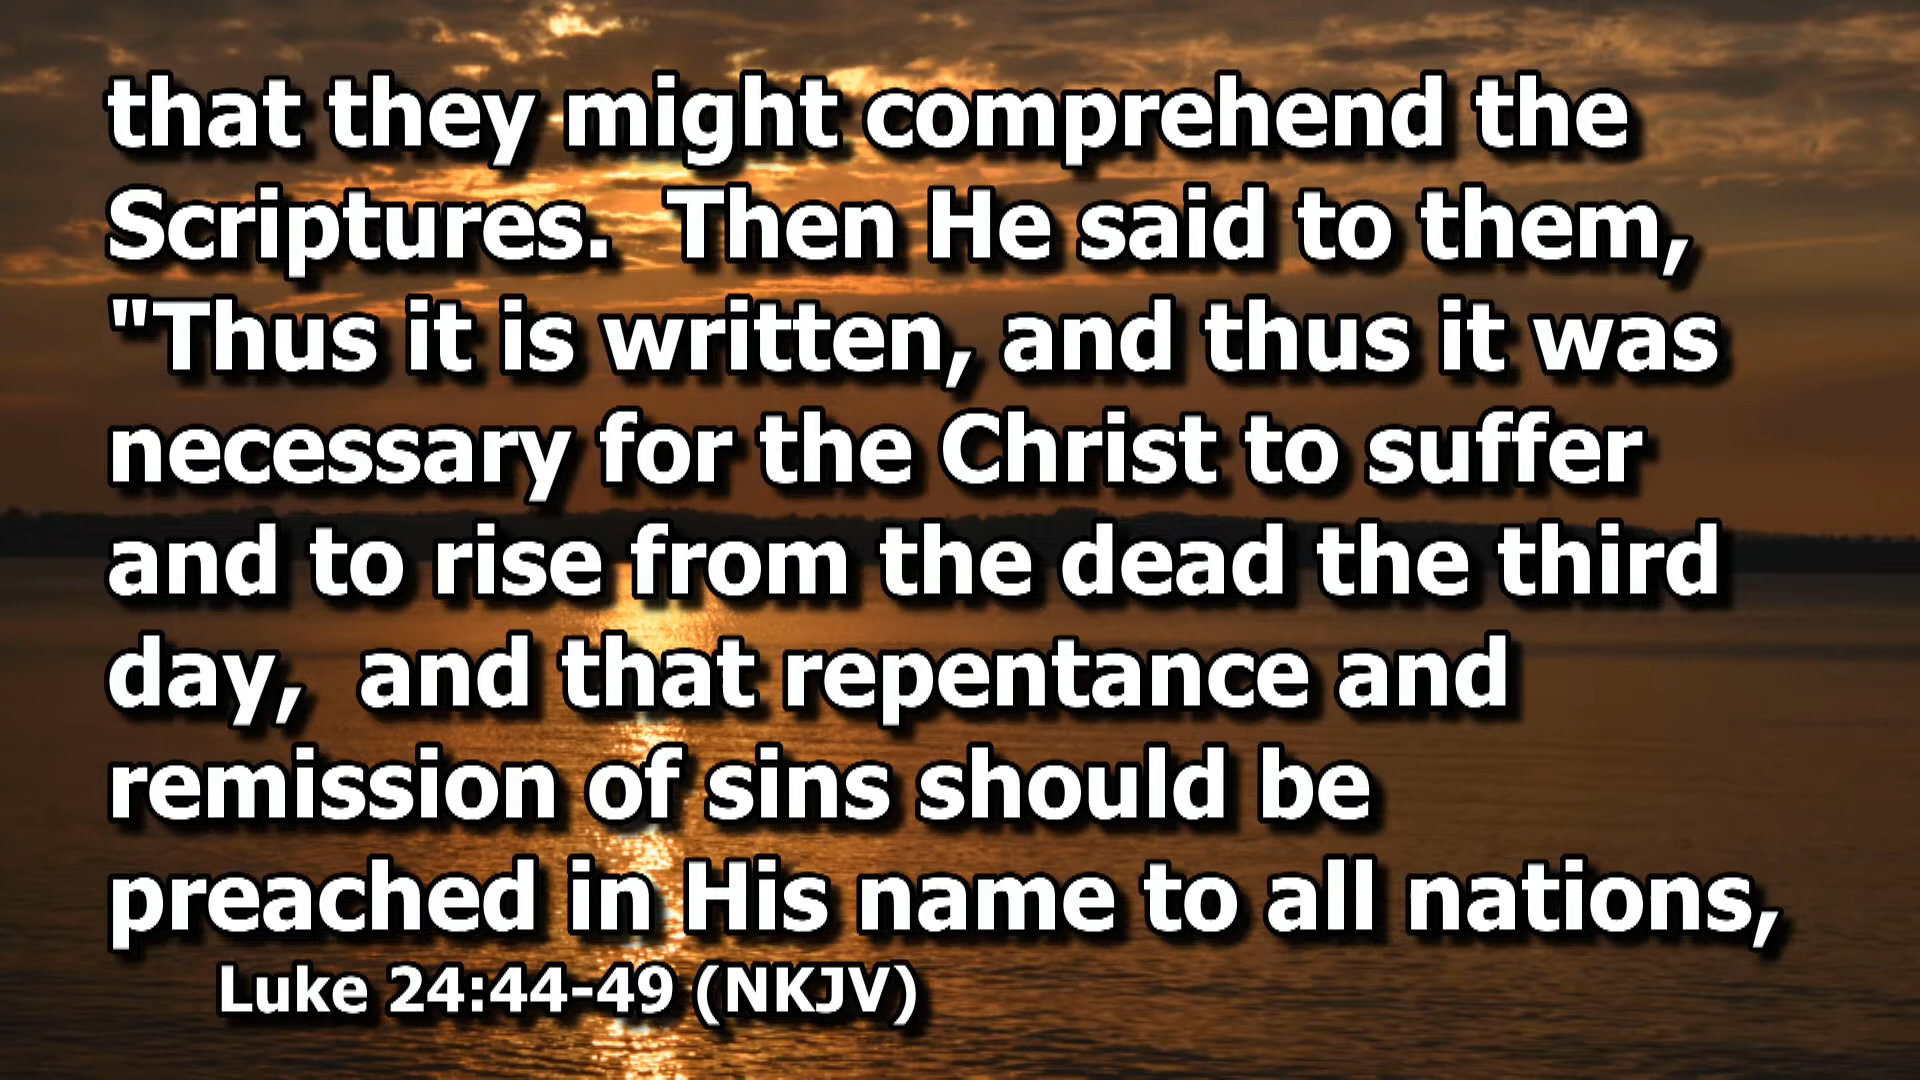 that they might comprehend the
Scriptures.  Then He said to them,
"Thus it is written, and thus it was
necessary for the Christ to suffer
and to rise from the dead the third
day,  and that repentance and
remission of sins should be
preached in His name to all nations,
Luke 24:44-49 (NKJV)